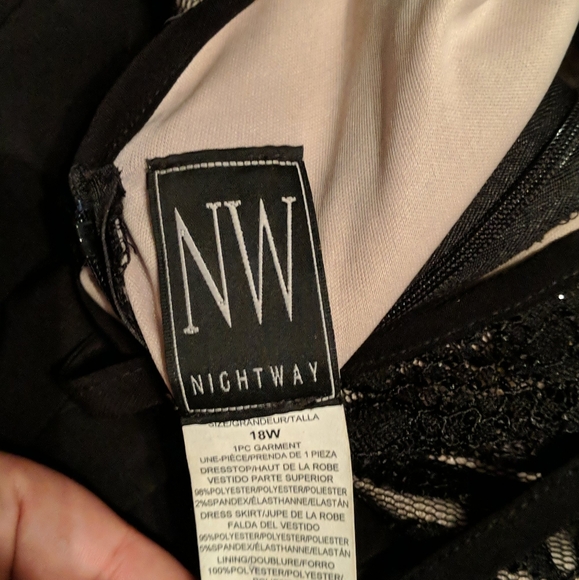 NW
NIGHTWAY
SIZE/GRANDEUR/TALLA
18W
1PC GARMENT
UNE-PIÈCE/PRENDA DE 1 PIEZA
DRESSTOP/HAUT DE LA ROBE
VESTIDO PARTE SUPERIOR
98%POLYESTER/POLYESTER/POLIESTER
2%SPANDEX/ÉLASTHANNE/ELASTÁN
DRESS SKIRT/JUPE DE LA ROBE
FALDA DEL VESTIDO
95%POLYESTER/POLYESTER/POLIESTER
5%SPANDEX/ÉLASTHANNE/ELASTÁN
LINING/DOUBLURE/FORRO
100%POLYESTER/POLYESTER/POLIESTER